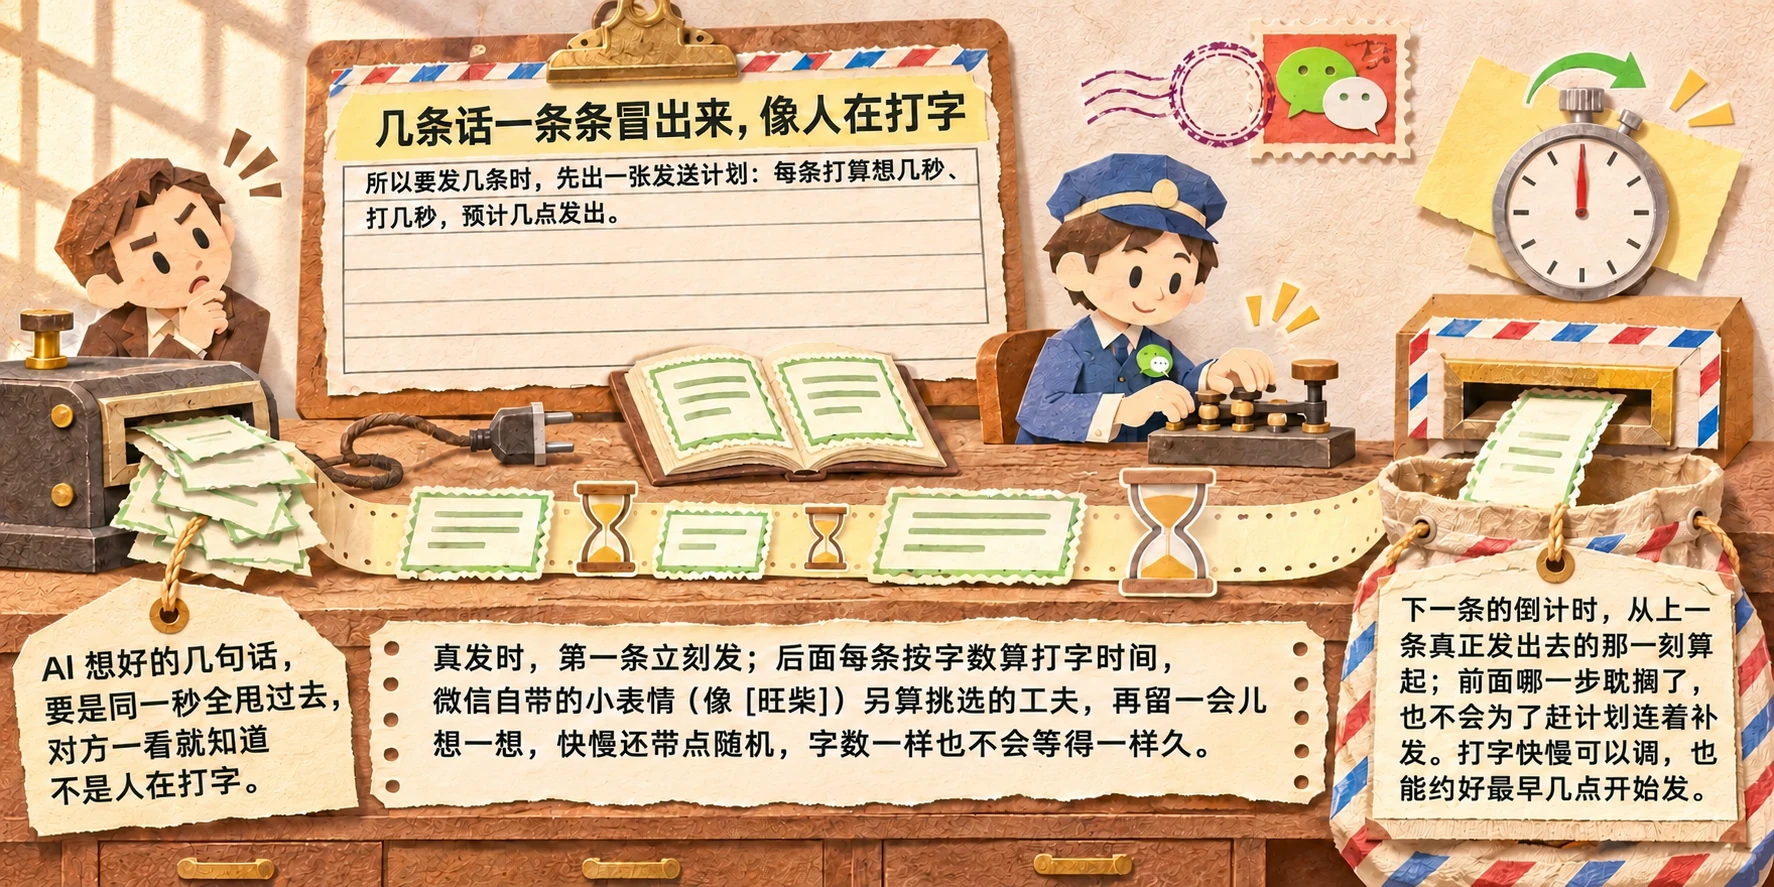 几条话一条条冒出来，像人在打字
所以要发几条时，先出一张发送计划：每条打算想几秒、
打几秒，预计几点发出。
AI 想好的几句话，
要是同一秒全甩过去，
对方一看就知道
不是人在打字。
真发时，第一条立刻发；后面每条按字数算打字时间，
微信自带的小表情（像 [旺柴]）另算挑选的工夫，再留一会儿
想一想，快慢还带点随机，字数一样也不会等得一样久。
下一条的倒计时，从上一
条真正发出去的那一刻算
起；前面哪一步耽搁了，
也不会为了赶计划连着补
发。打字快慢可以调，也
能约好最早几点开始发。